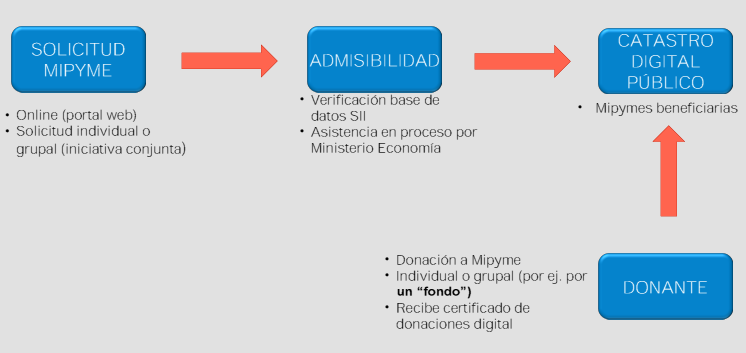 SOLICITUD
MIPYME
• Online (portal web)
• Solicitud individual o
grupal (iniciativa conjunta)
ADMISIBILIDAD
• Verificación base de
datos SII
• Asistencia en proceso por
Ministerio Economía
CATASTRO
DIGITAL
PÚBLICO
• Mipymes beneficiarias
• Donación a Mipyme
• Individual o grupal (por ej. por
un “fondo”)
• Recibe certificado de
donaciones digital
DONANTE